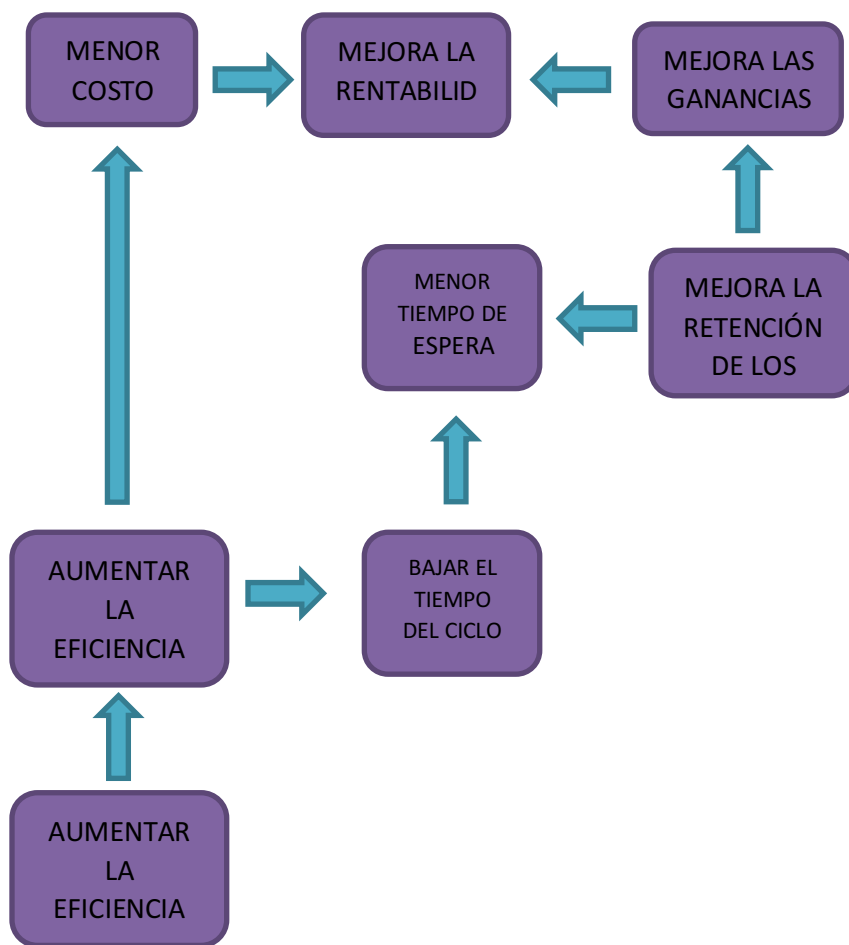 MENOR
COSTO
MEJORA LA
RENTABILID
MEJORA LAS
GANANCIAS
MENOR
TIEMPO DE
ESPERA
MEJORA LA
RETENCIÓN
DE LOS
AUMENTAR
LA
EFICIENCIA
BAJAR EL
TIEMPO
DEL CICLO
AUMENTAR
LA
EFICIENCIA